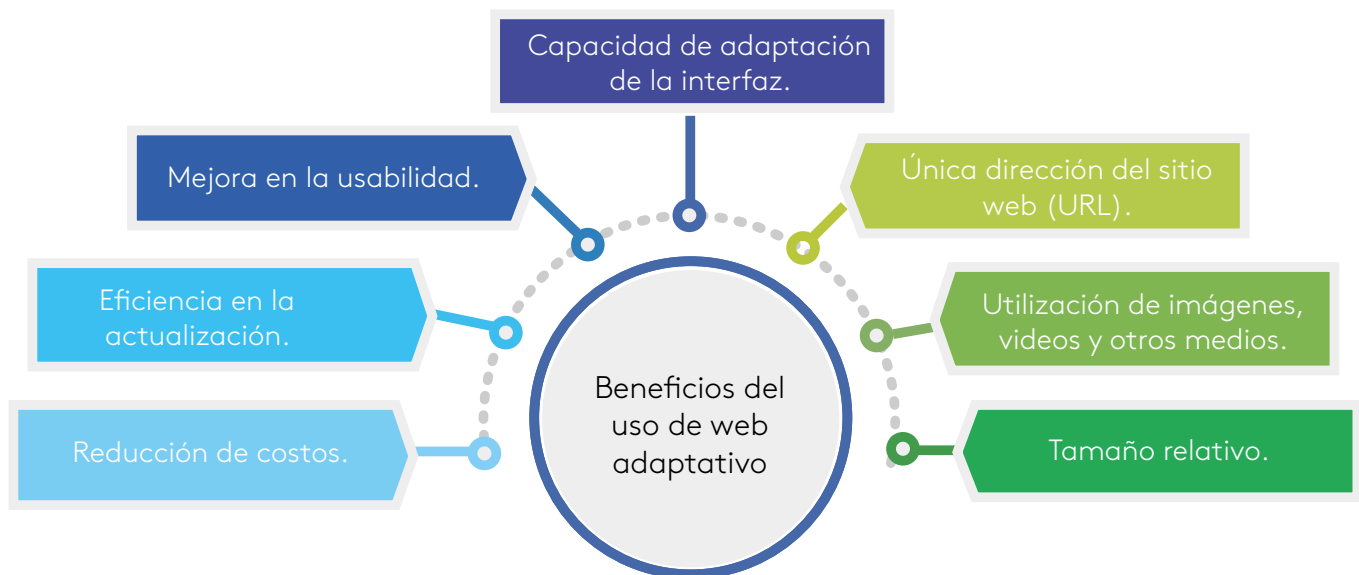 Capacidad de adaptación
de la interfaz.
Mejora en la usabilidad.
Única dirección del sitio
web (URL).
Eficiencia en la
actualización.
Utilización de imágenes,
videos y otros medios.
Reducción de costos.
Tamaño relativo.
Beneficios del
uso de web
adaptativo